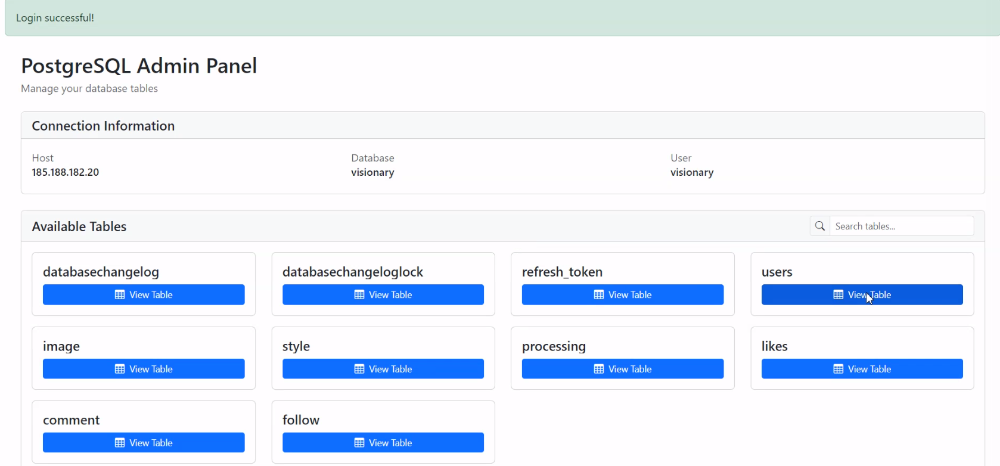 Login successful!
PostgreSQL Admin Panel
Manage your database tables
Connection Information
Host
185.188.182.20
Database
visionary
User
visionary
Available Tables
Search tables...
databasechangelog
View Table
databasechangeloglock
View Table
refresh_token
View Table
users
View Table
image
View Table
style
View Table
processing
View Table
likes
View Table
comment
View Table
follow
View Table